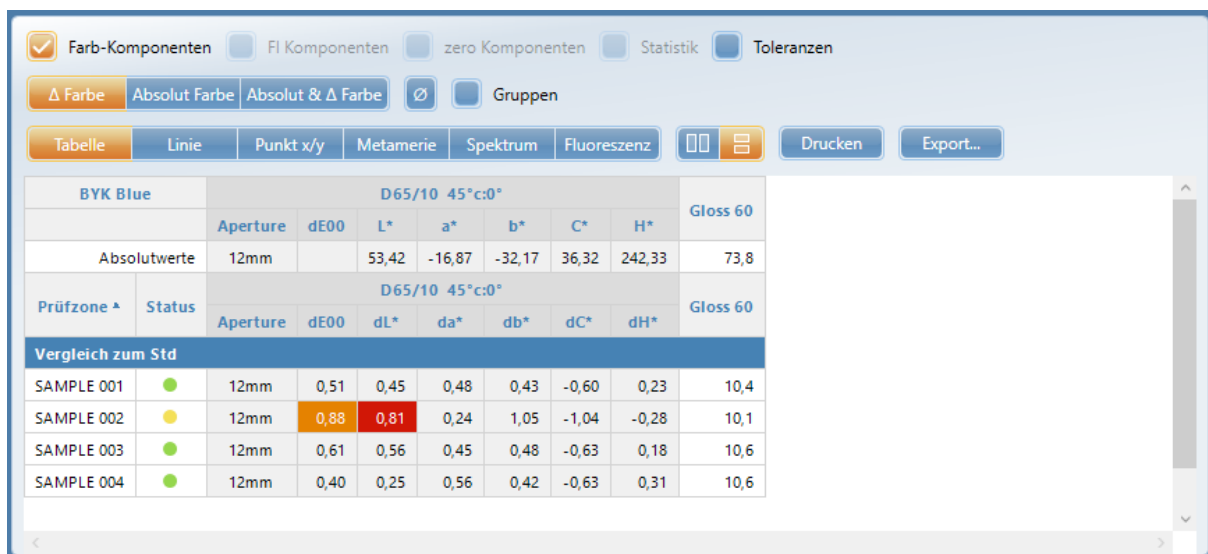 Farb-Komponenten FI Komponenten zero Komponenten Statistik Toleranzen
Δ Farbe Absolut Farbe Absolut & Δ Farbe Ø Gruppen
Tabelle Linie Punkt x/y Metamerie Spektrum Fluoreszenz Drucken Export...
BYK Blue D65/10 45°c:0° Gloss 60
Aperture dE00 L* a* b* C* H*
Absolutwerte 12mm 53,42 -16,87 -32,17 36,32 242,33 73,8
Prüfzone Status D65/10 45°c:0° Gloss 60
Aperture dE00 dL* da* db* dC* dH*
Vergleich zum Std
SAMPLE 001 12mm 0,51 0,45 0,48 0,43 -0,60 0,23 10,4
SAMPLE 002 12mm 0,88 0,81 0,24 1,05 -1,04 -0,28 10,1
SAMPLE 003 12mm 0,61 0,56 0,45 0,48 -0,63 0,18 10,6
SAMPLE 004 12mm 0,40 0,25 0,56 0,42 -0,63 0,31 10,6